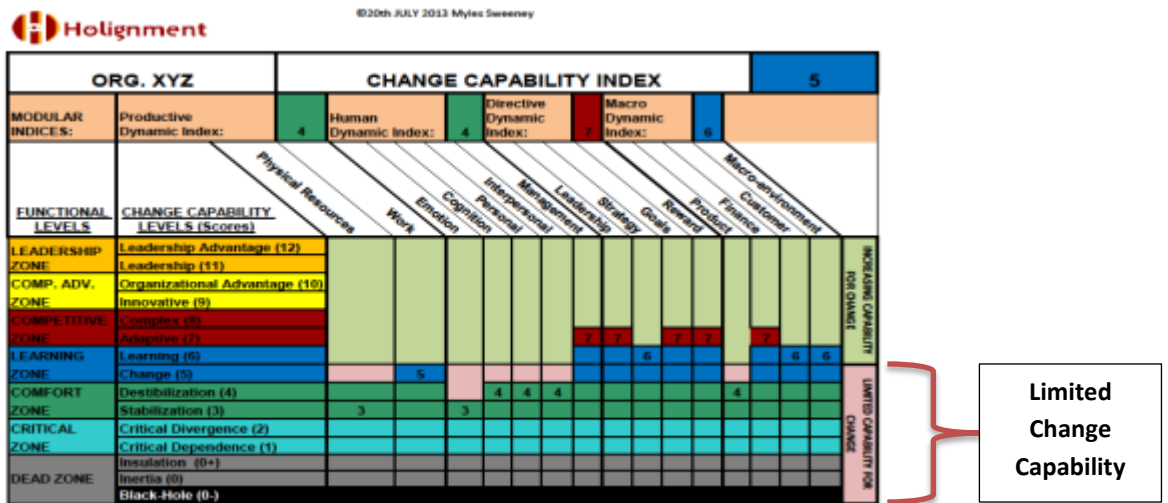 ©20th JULY 2013 Myles Sweeney
Holignment
ORG. XYZ CHANGE CAPABILITY INDEX 5
MODULAR INDICES: Productive Dynamic Index: 4 Human Dynamic Index: 4 Directive Dynamic Index: 7 Macro Dynamic Index: 6
Physical Resources
Work
Emotion
Cognition
Personal
Interpersonal
Management
Leadership
Strategy
Goals
Reward
Product
Finance
Customer
Macro-environment
FUNCTIONAL LEVELS
CHANGE CAPABILITY LEVELS (Scores)
LEADERSHIP ZONE
Leadership Advantage (12)
Leadership (11)
COMP. ADV. ZONE
Organizational Advantage (10)
Innovative (9)
COMPETITIVE ZONE
Complex (8)
Adaptive (7) 7 7 7 7 7
LEARNING ZONE
Learning (6) 6 6 6
Change (5) 5
COMFORT ZONE
Destibilization (4) 4 4 4 4
Stabilization (3) 3 3
CRITICAL ZONE
Critical Divergence (2)
Critical Dependence (1)
DEAD ZONE
Insulation (0+)
Inertia (0)
Black-Hole (0-)
INCREASING CAPABILITY FOR CHANGE
LIMITED CAPABILITY FOR CHANGE
Limited
Change
Capability